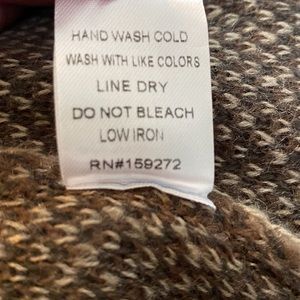 HAND WASH COLD
WASH WITH LIKE COLORS
LINE DRY
DO NOT BLEACH
LOW IRON
RN#159272